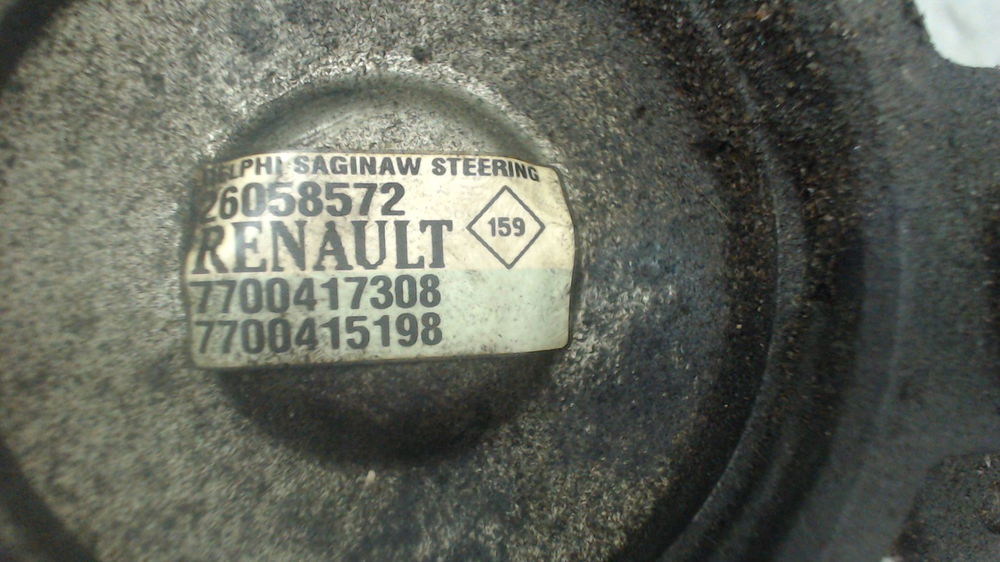 DELPHI SAGINAW STEERING
26058572
RENAULT
159
7700417308
7700415198